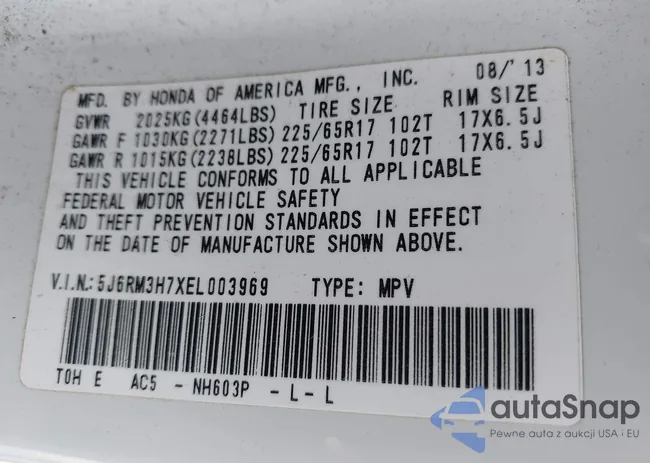 MFD. BY HONDA OF AMERICA MFG., INC. 08/'13
GVWR 2025KG(4464LBS) TIRE SIZE RIM SIZE
GAWR F 1030KG(2271LBS) 225/65R17 102T 17X6.5J
GAWR R 1015KG(2238LBS) 225/65R17 102T 17X6.5J
THIS VEHICLE CONFORMS TO ALL APPLICABLE
FEDERAL MOTOR VEHICLE SAFETY
AND THEFT PREVENTION STANDARDS IN EFFECT
ON THE DATE OF MANUFACTURE SHOWN ABOVE.
V.I.N.: 5J6RM3H7XEL003969 TYPE: MPV
T0H E AC5 - NH603P - L - L
autaSnap
Pewne auta z aukcji USA i EU